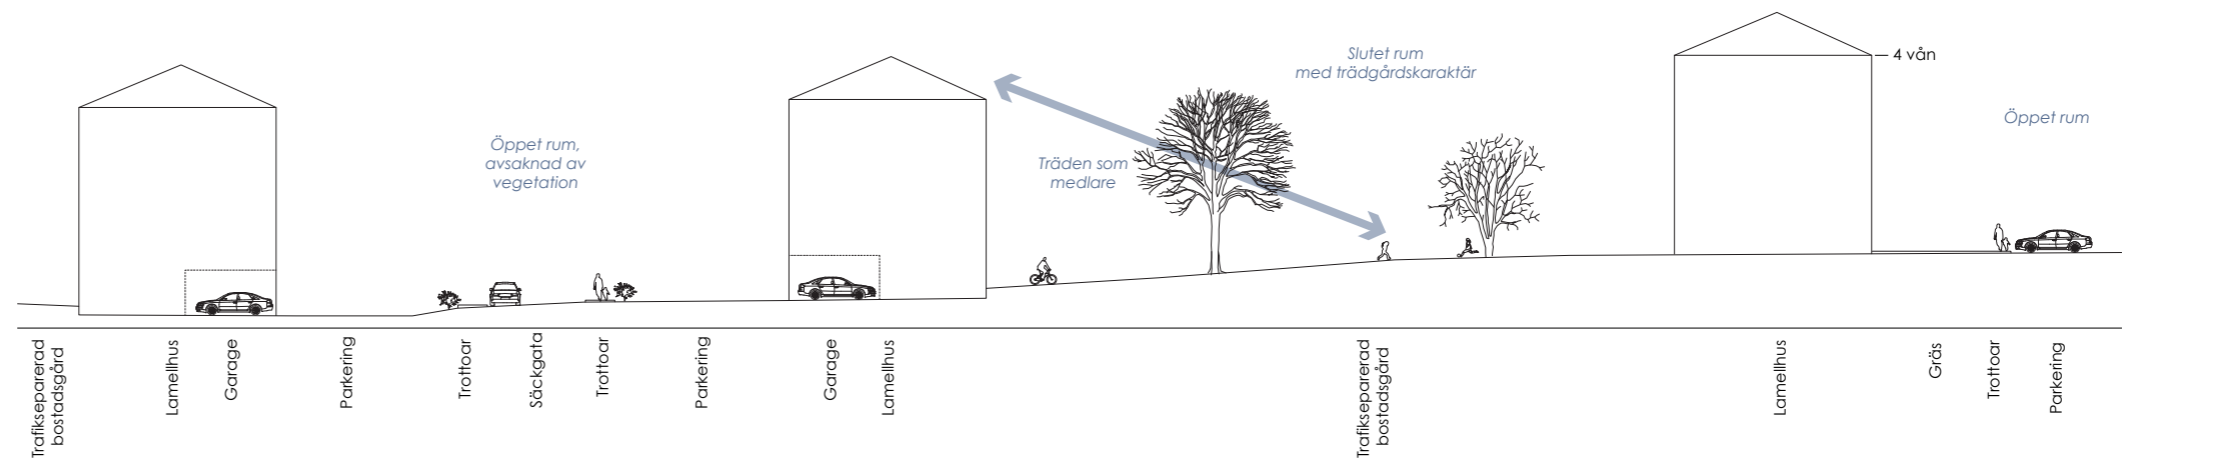 Slutet rum
med trädgårdskaraktär
4 vån
Öppet rum
Öppet rum,
avsaknad av
vegetation
Träden som
medlare
Trafikseparerad
bostadsgård
Lamellhus
Garage
Parkering
Trottoar
Säckgata
Trottoar
Parkering
Garage
Lamellhus
Trafikseparerad
bostadsgård
Lamellhus
Gräs
Trottoar
Parkering